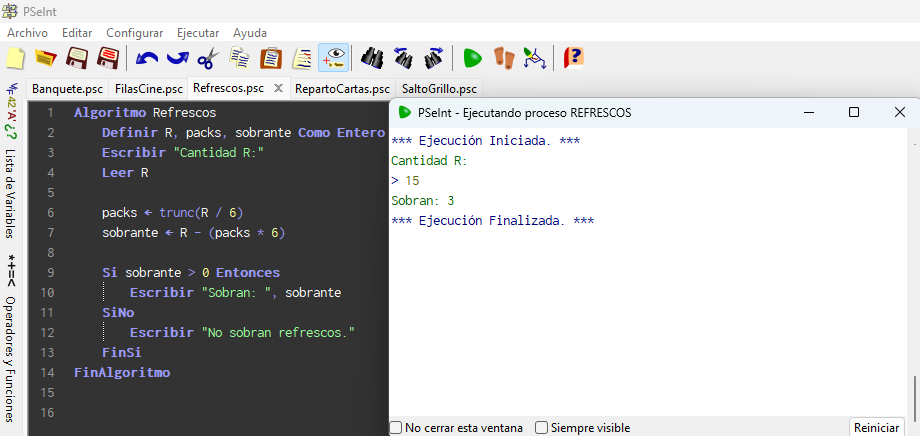 PSeInt
Archivo Editar Configurar Ejecutar Ayuda
Banquete.psc FilasCine.psc Refrescos.psc RepartoCartas.psc SaltoGrillo.psc
Lista de Variables
*+=< Operadores y Funciones
1 Algoritmo Refrescos
2 Definir R, packs, sobrante Como Entero
3 Escribir "Cantidad R:"
4 Leer R
5
6 packs ← trunc(R / 6)
7 sobrante ← R - (packs * 6)
8
9 Si sobrante > 0 Entonces
10 Escribir "Sobran: ", sobrante
11 SiNo
12 Escribir "No sobran refrescos."
13 FinSi
14 FinAlgoritmo
15
16
PSeInt - Ejecutando proceso REFRESCOS
*** Ejecución Iniciada. ***
Cantidad R:
> 15
Sobran: 3
*** Ejecución Finalizada. ***
No cerrar esta ventana Siempre visible Reiniciar